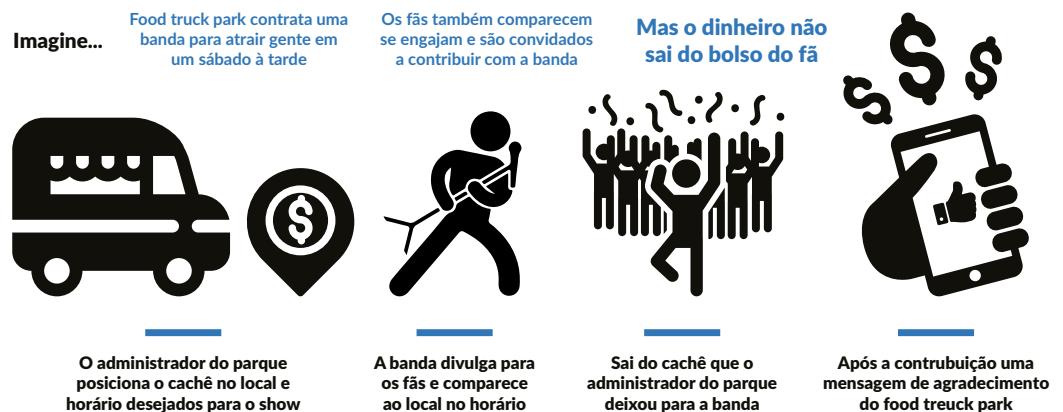 Imagine...
Food truck park contrata uma
banda para atrair gente em
um sábado à tarde
Os fãs também comparecem
se engajam e são convidados
a contribuir com a banda
Mas o dinheiro não
sai do bolso do fã
O administrador do parque
posiciona o cachê no local e
horário desejados para o show
A banda divulga para
os fãs e comparece
ao local no horário
Sai do cachê que o
administrador do parque
deixou para a banda
Após a contrubuição uma
mensagem de agradecimento
do food treuck park